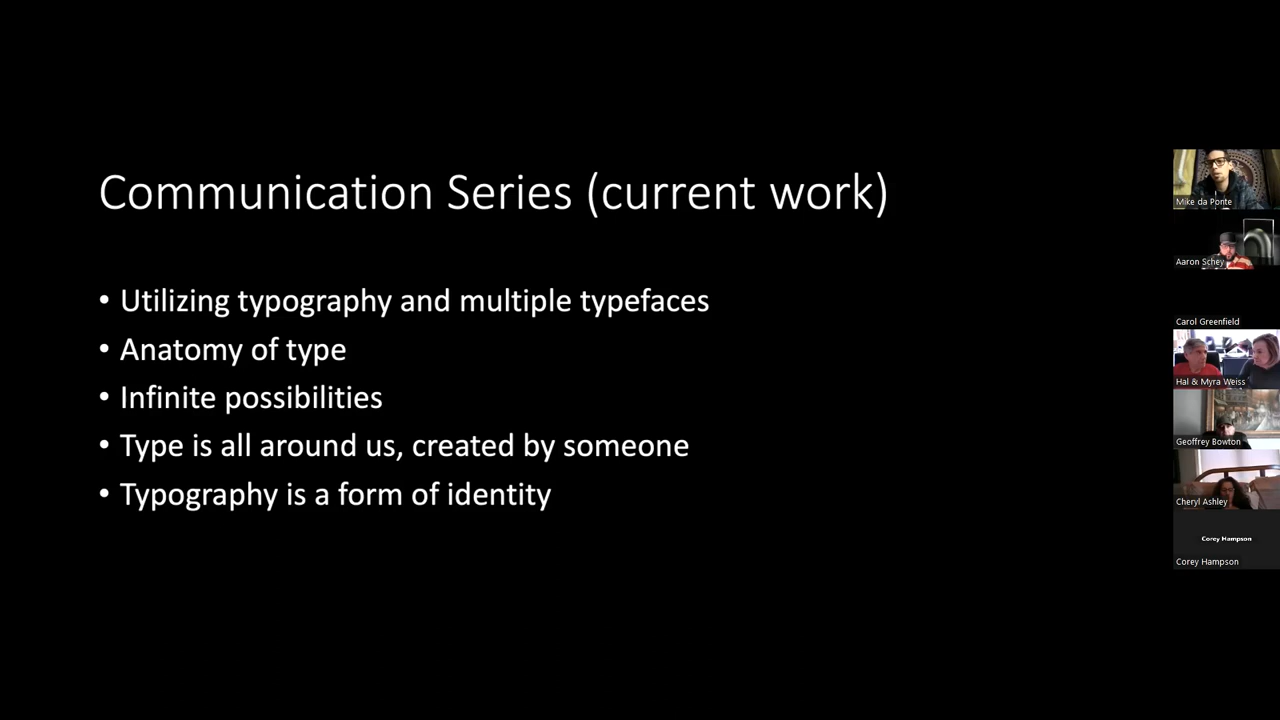 Communication Series (current work)
• Utilizing typography and multiple typefaces
• Anatomy of type
• Infinite possibilities
• Type is all around us, created by someone
• Typography is a form of identity
Mike da Ponte
Aaron Schey
Carol Greenfield
Hal & Myra Weiss
Geoffrey Bowton
Cheryl Ashley
Corey Hampson
Corey Hampson